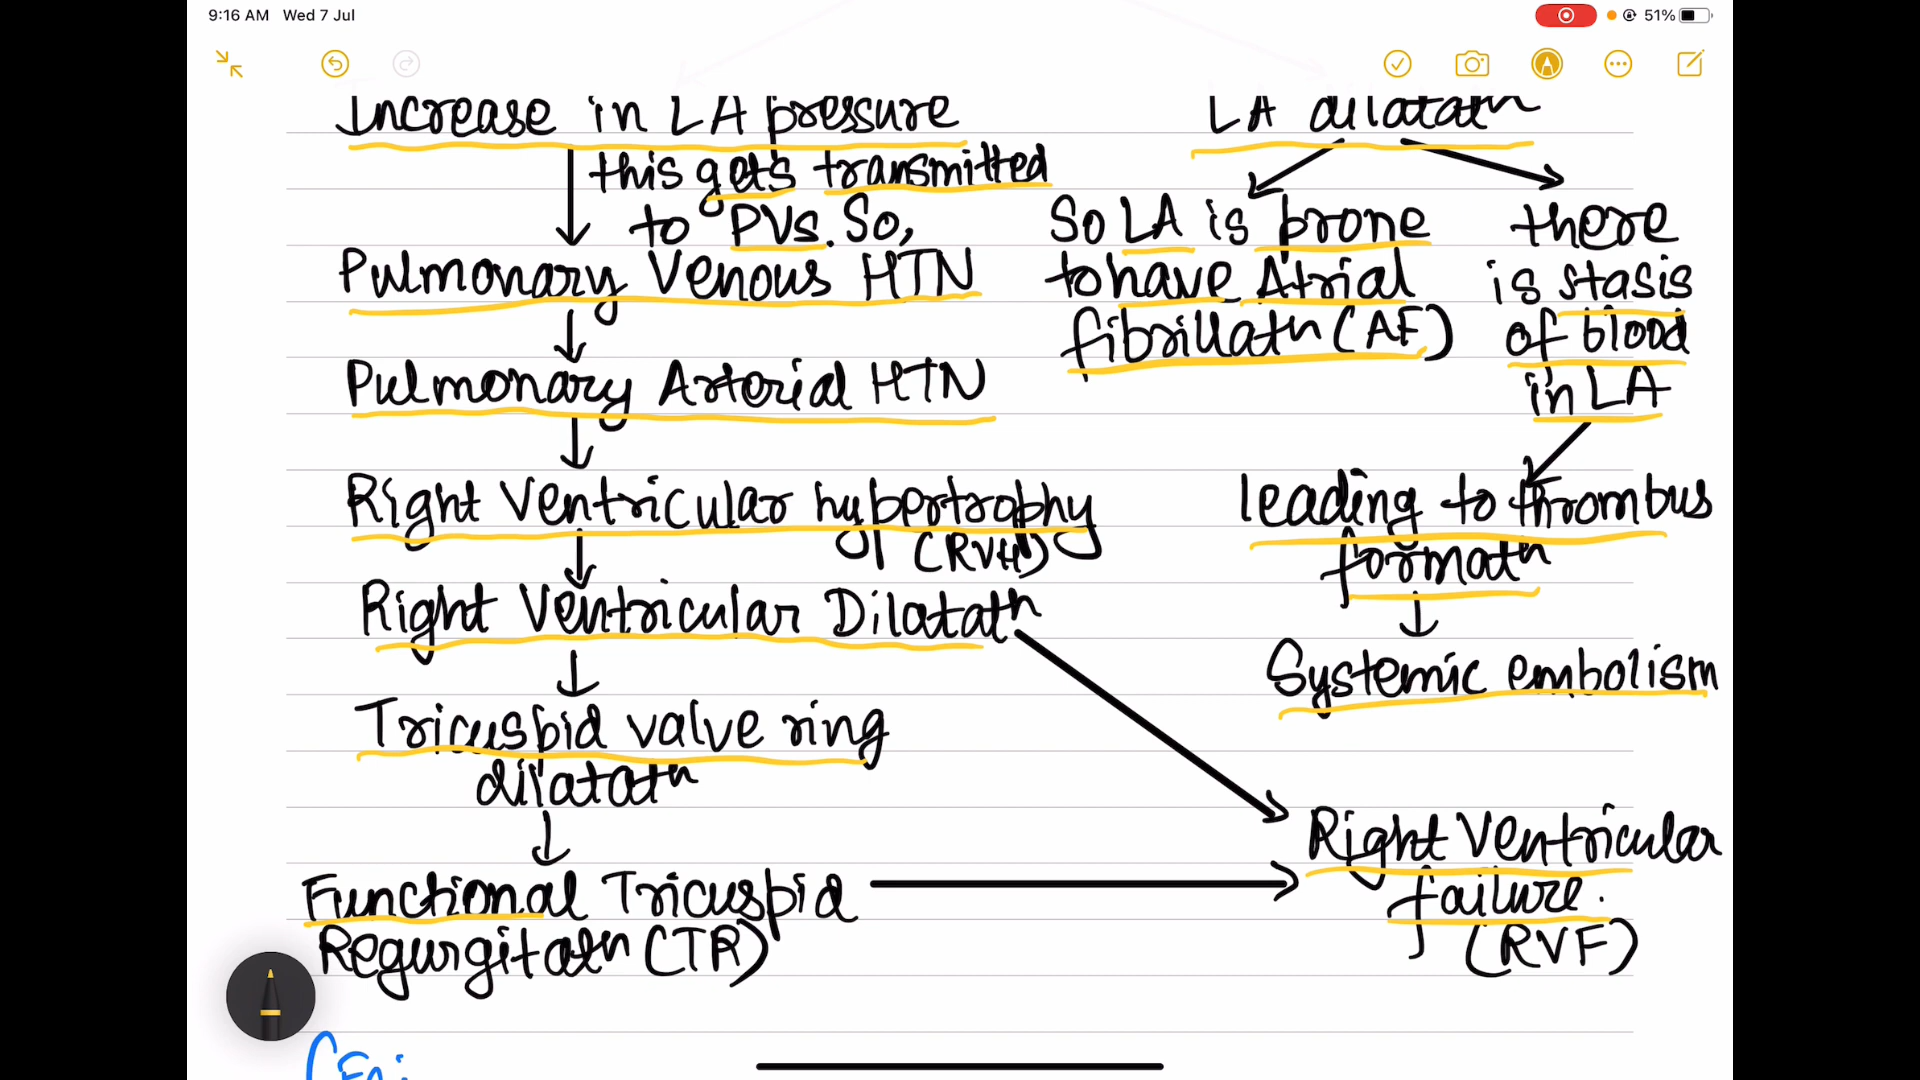 9:16 AM Wed 7 Jul
51%
Increase in LA pressure
this gets transmitted
to PVs. So,
Pulmonary Venous HTN
Pulmonary Arterial HTN
Right Ventricular hypertrophy
(RVH)
Right Ventricular Dilatatn
Tricuspid valve ring
dilatatn
Functional Tricuspid
Regurgitatn (TR)
LA dilatatn
So LA is prone
to have Atrial
fibrillatn (AF)
there
is stasis
of blood
in LA
leading to thrombus
formatn
Systemic embolism
Right Ventricular
failure.
(RVF)